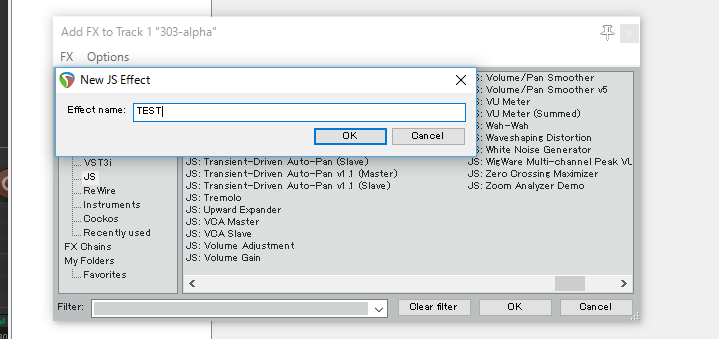 Add FX to Track 1 "303-alpha"
FX Options
New JS Effect
Effect name: TEST
OK Cancel
VST3i
JS
ReWire
Instruments
Cockos
Recently used
FX Chains
My Folders
Favorites
JS: Transient-Driven Auto-Pan (Slave)
JS: Transient-Driven Auto-Pan v1.1 (Master)
JS: Transient-Driven Auto-Pan v1.1 (Slave)
JS: Tremolo
JS: Upward Expander
JS: VCA Master
JS: VCA Slave
JS: Volume Adjustment
JS: Volume Gain
JS: Volume/Pan Smoother
JS: Volume/Pan Smoother v5
JS: VU Meter
JS: VU Meter (Summed)
JS: Wah-Wah
JS: Waveshaping Distortion
JS: White Noise Generator
JS: WigWare Multi-channel Peak VU
JS: Zero Crossing Maximizer
JS: Zoom Analyzer Demo
Filter: Clear filter OK Cancel